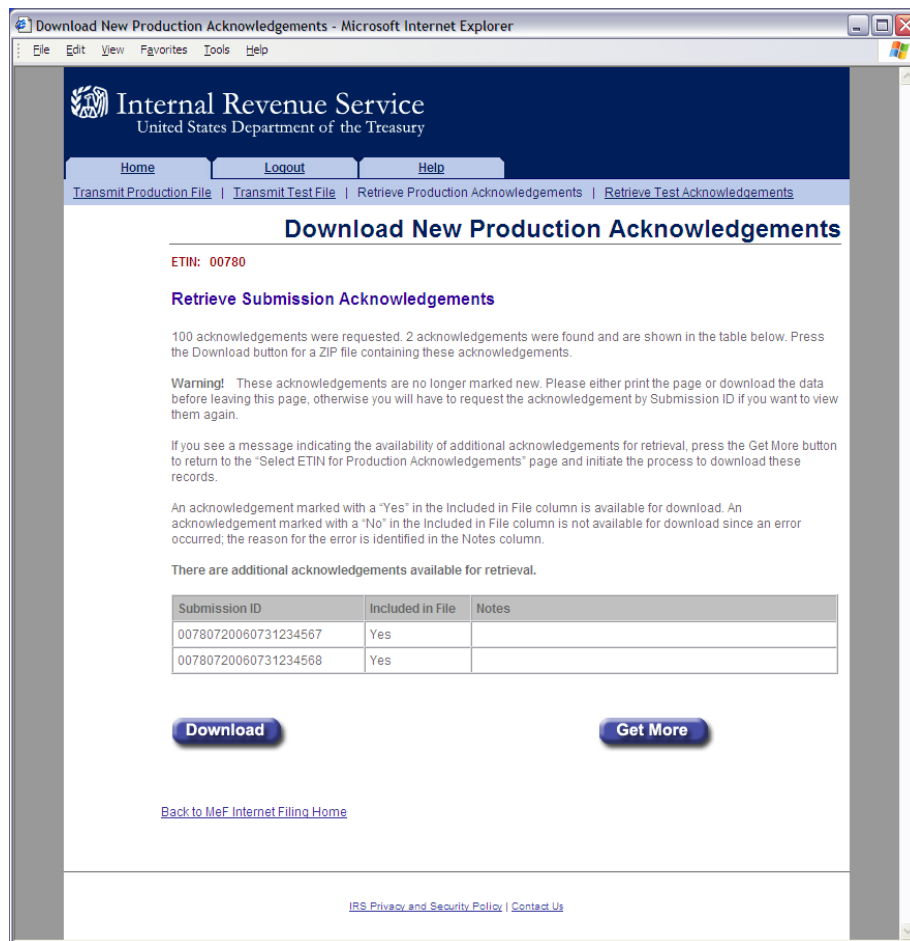 Download New Production Acknowledgements - Microsoft Internet Explorer
File Edit View Favorites Tools Help
Internal Revenue Service
United States Department of the Treasury
Home Logout Help
Transmit Production File | Transmit Test File | Retrieve Production Acknowledgements | Retrieve Test Acknowledgements
Download New Production Acknowledgements
ETIN: 00780
Retrieve Submission Acknowledgements
100 acknowledgements were requested. 2 acknowledgements were found and are shown in the table below. Press
the Download button for a ZIP file containing these acknowledgements.
Warning! These acknowledgements are no longer marked new. Please either print the page or download the data
before leaving this page, otherwise you will have to request the acknowledgement by Submission ID if you want to view
them again.
If you see a message indicating the availability of additional acknowledgements for retrieval, press the Get More button
to return to the “Select ETIN for Production Acknowledgements” page and initiate the process to download these
records.
An acknowledgement marked with a “Yes” in the Included in File column is available for download. An
acknowledgement marked with a “No” in the Included in File column is not available for download since an error
occurred; the reason for the error is identified in the Notes column.
There are additional acknowledgements available for retrieval.
Submission ID Included in File Notes
00780720060731234567 Yes
00780720060731234568 Yes
Download Get More
Back to MeF Internet Filing Home
IRS Privacy and Security Policy | Contact Us